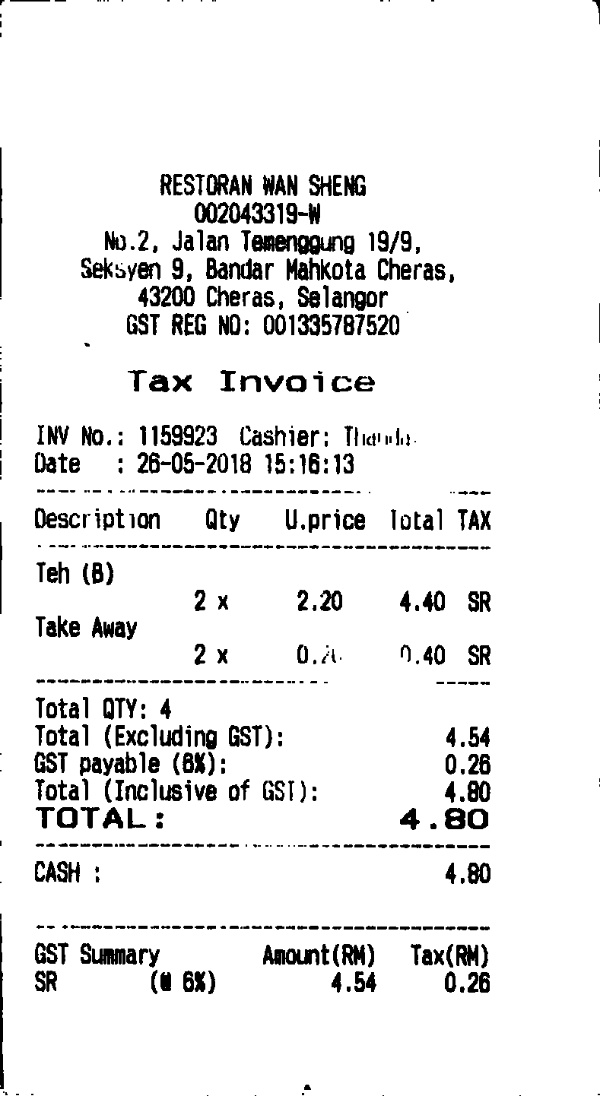 RESTORAN WAN SHENG
002043319-W
No.2, Jalan Temenggung 19/9,
Seksyen 9, Bandar Mahkota Cheras,
43200 Cheras, Selangor
GST REG NO: 001335787520
Tax Invoice
INV No.: 1159923 Cashier:
Date : 26-05-2018 15:16:13
Description Qty U.price Total TAX
Teh (B)
2 x 2.20 4.40 SR
Take Away
2 x 0.40 SR
Total QTY: 4
Total (Excluding GST): 4.54
GST payable (6%): 0.26
Total (Inclusive of GST): 4.80
TOTAL: 4.80
CASH : 4.80
GST Summary Amount(RM) Tax(RM)
SR (@ 6%) 4.54 0.26